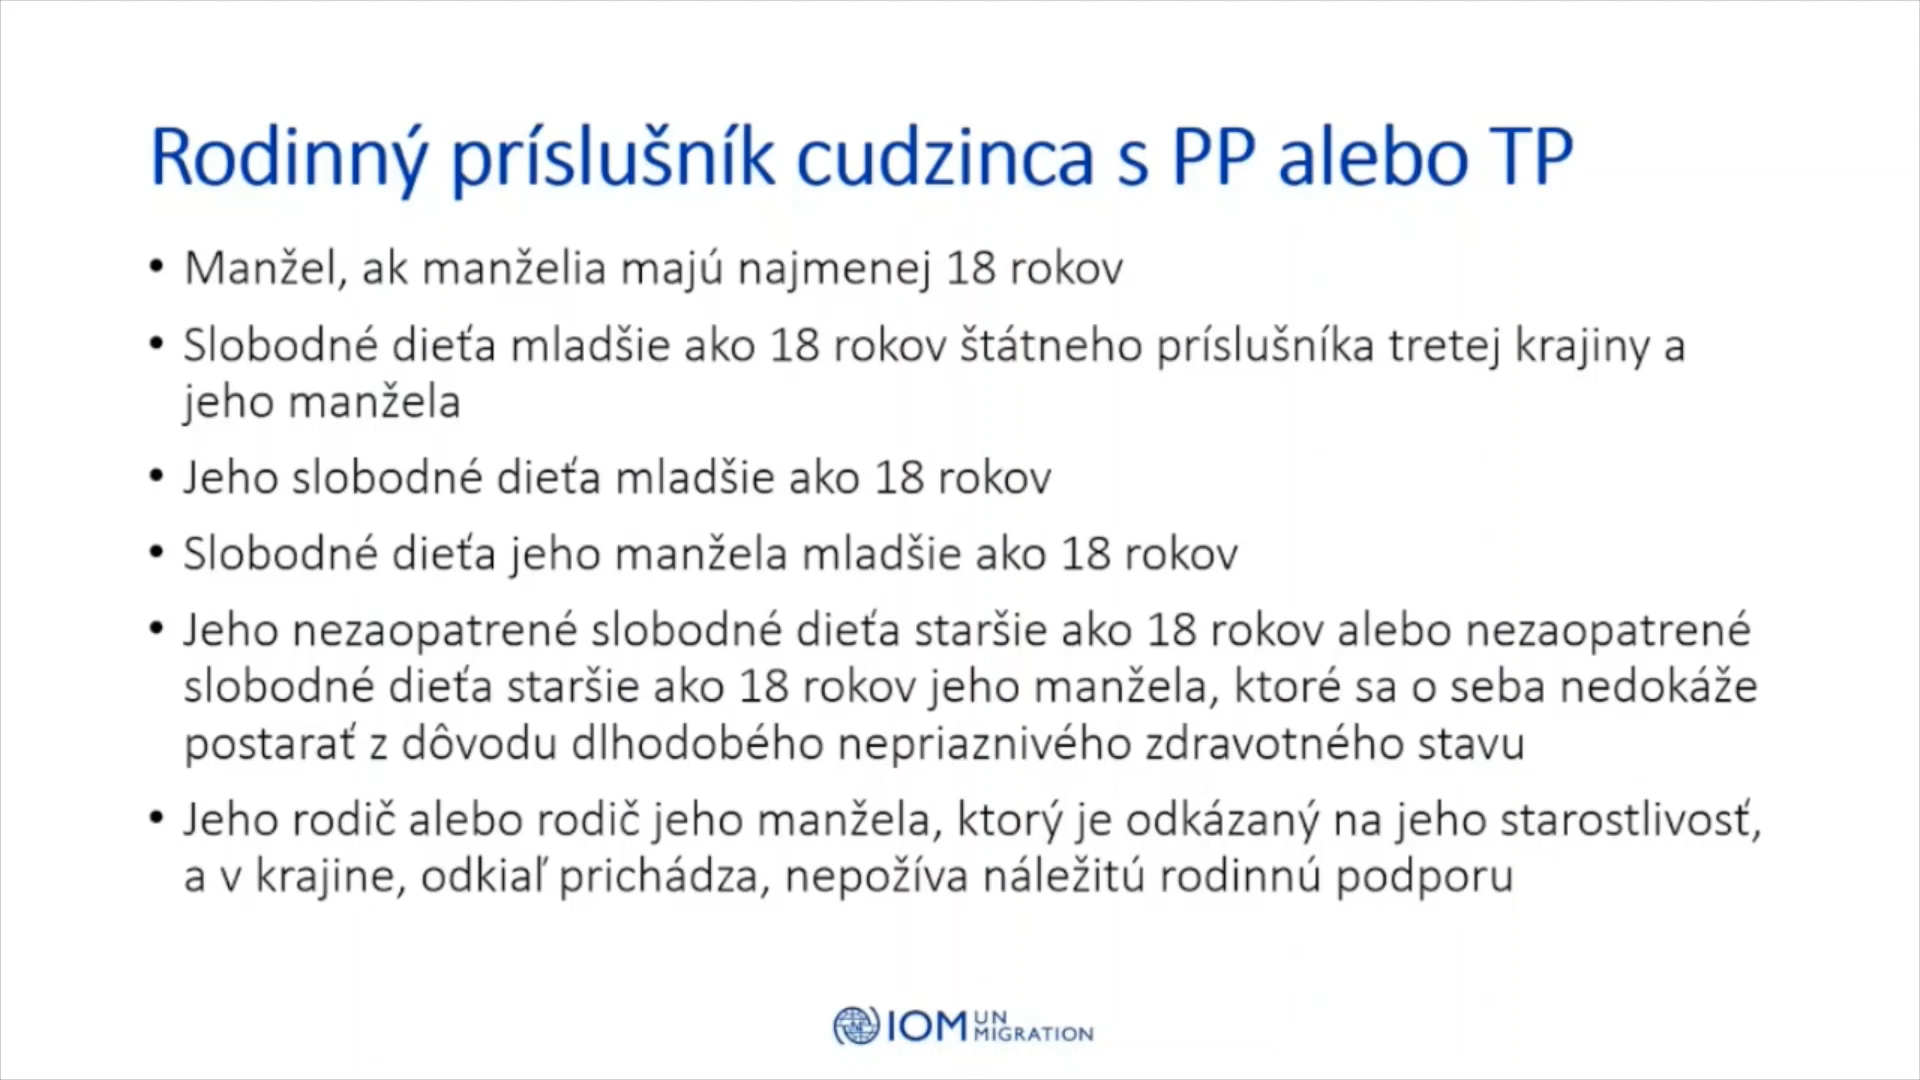 Rodinný príslušník cudzinca s PP alebo TP
• Manžel, ak manželia majú najmenej 18 rokov
• Slobodné dieťa mladšie ako 18 rokov štátneho príslušníka tretej krajiny a
jeho manžela
• Jeho slobodné dieťa mladšie ako 18 rokov
• Slobodné dieťa jeho manžela mladšie ako 18 rokov
• Jeho nezaopatrené slobodné dieťa staršie ako 18 rokov alebo nezaopatrené
slobodné dieťa staršie ako 18 rokov jeho manžela, ktoré sa o seba nedokáže
postarať z dôvodu dlhodobého nepriaznivého zdravotného stavu
• Jeho rodič alebo rodič jeho manžela, ktorý je odkázaný na jeho starostlivosť,
a v krajine, odkiaľ prichádza, nepožíva náležitú rodinnú podporu
IOM UN
MIGRATION